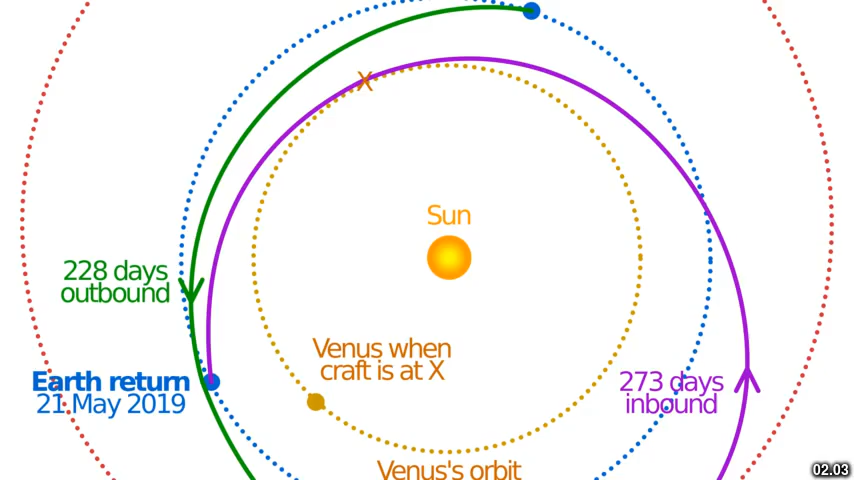 Sun
228 days
outbound
X
Venus when
craft is at X
Earth return
21 May 2019
273 days
inbound
Venus's orbit
02.03